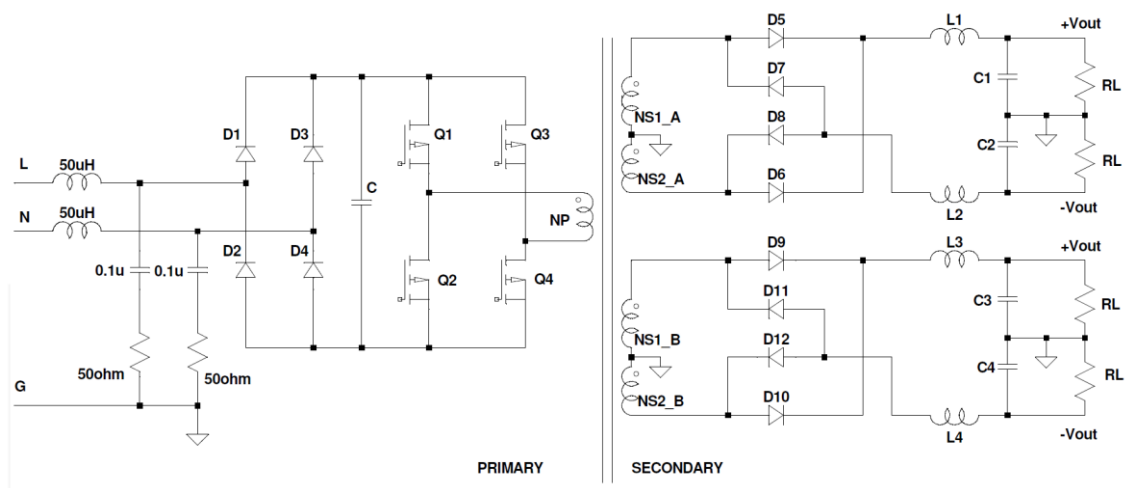 D5
L1
+Vout
D7
C1
RL
NS1_A
D8
D1
D3
Q1
Q3
L
50uH
C
C2
RL
NS2_A
D6
N
50uH
NP
L2
-Vout
D9
L3
+Vout
D2
D4
0.1u
0.1u
Q2
Q4
D11
C3
RL
NS1_B
D12
50ohm
50ohm
C4
RL
G
NS2_B
D10
L4
-Vout
PRIMARY
SECONDARY